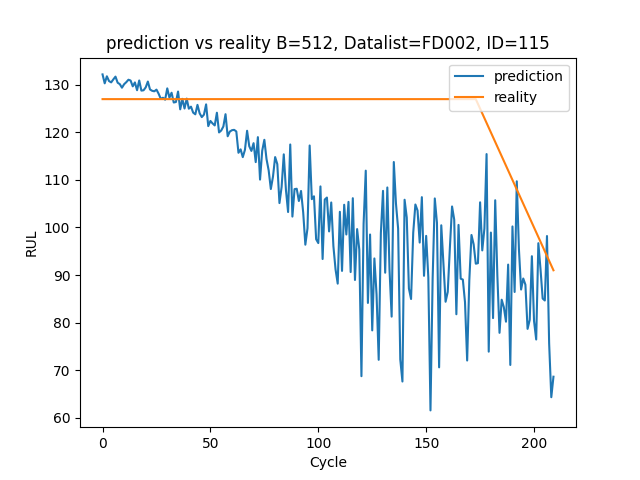 prediction vs reality B=512, Datalist=FD002, ID=115
prediction
reality
130
120
110
100
90
80
70
60
RUL
0
50
100
150
200
Cycle